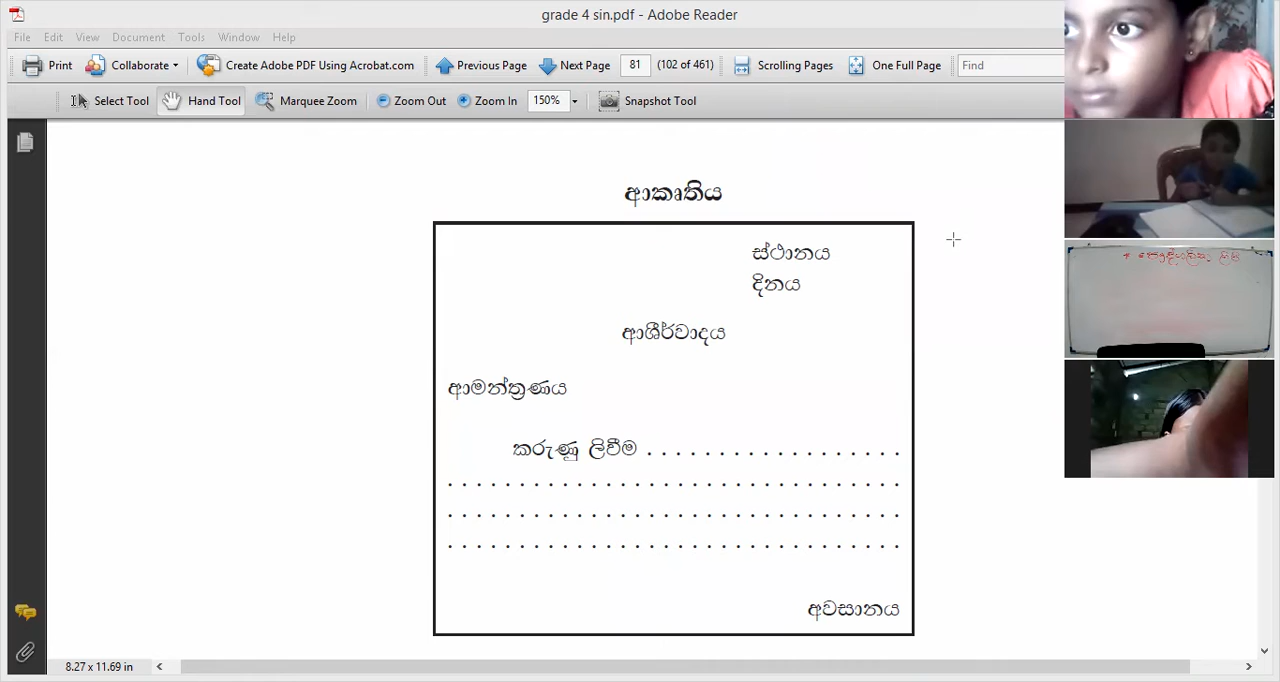 grade 4 sin.pdf - Adobe Reader
File Edit View Document Tools Window Help
Print Collaborate Create Adobe PDF Using Acrobat.com Previous Page Next Page 81 (102 of 461) Scrolling Pages One Full Page Find
Select Tool Hand Tool Marquee Zoom Zoom Out Zoom In 150% Snapshot Tool
ආකෘතිය
ස්ථානය
දිනය
ආශීර්වාදය
ආමන්ත්‍රණය
කරුණු ලිවීම . . . . . . . . . . . . . . . . . .
. . . . . . . . . . . . . . . . . . . . . . . . . . . . . . . .
. . . . . . . . . . . . . . . . . . . . . . . . . . . . . . . .
. . . . . . . . . . . . . . . . . . . . . . . . . . . . . . . .
අවසානය
8.27 x 11.69 in